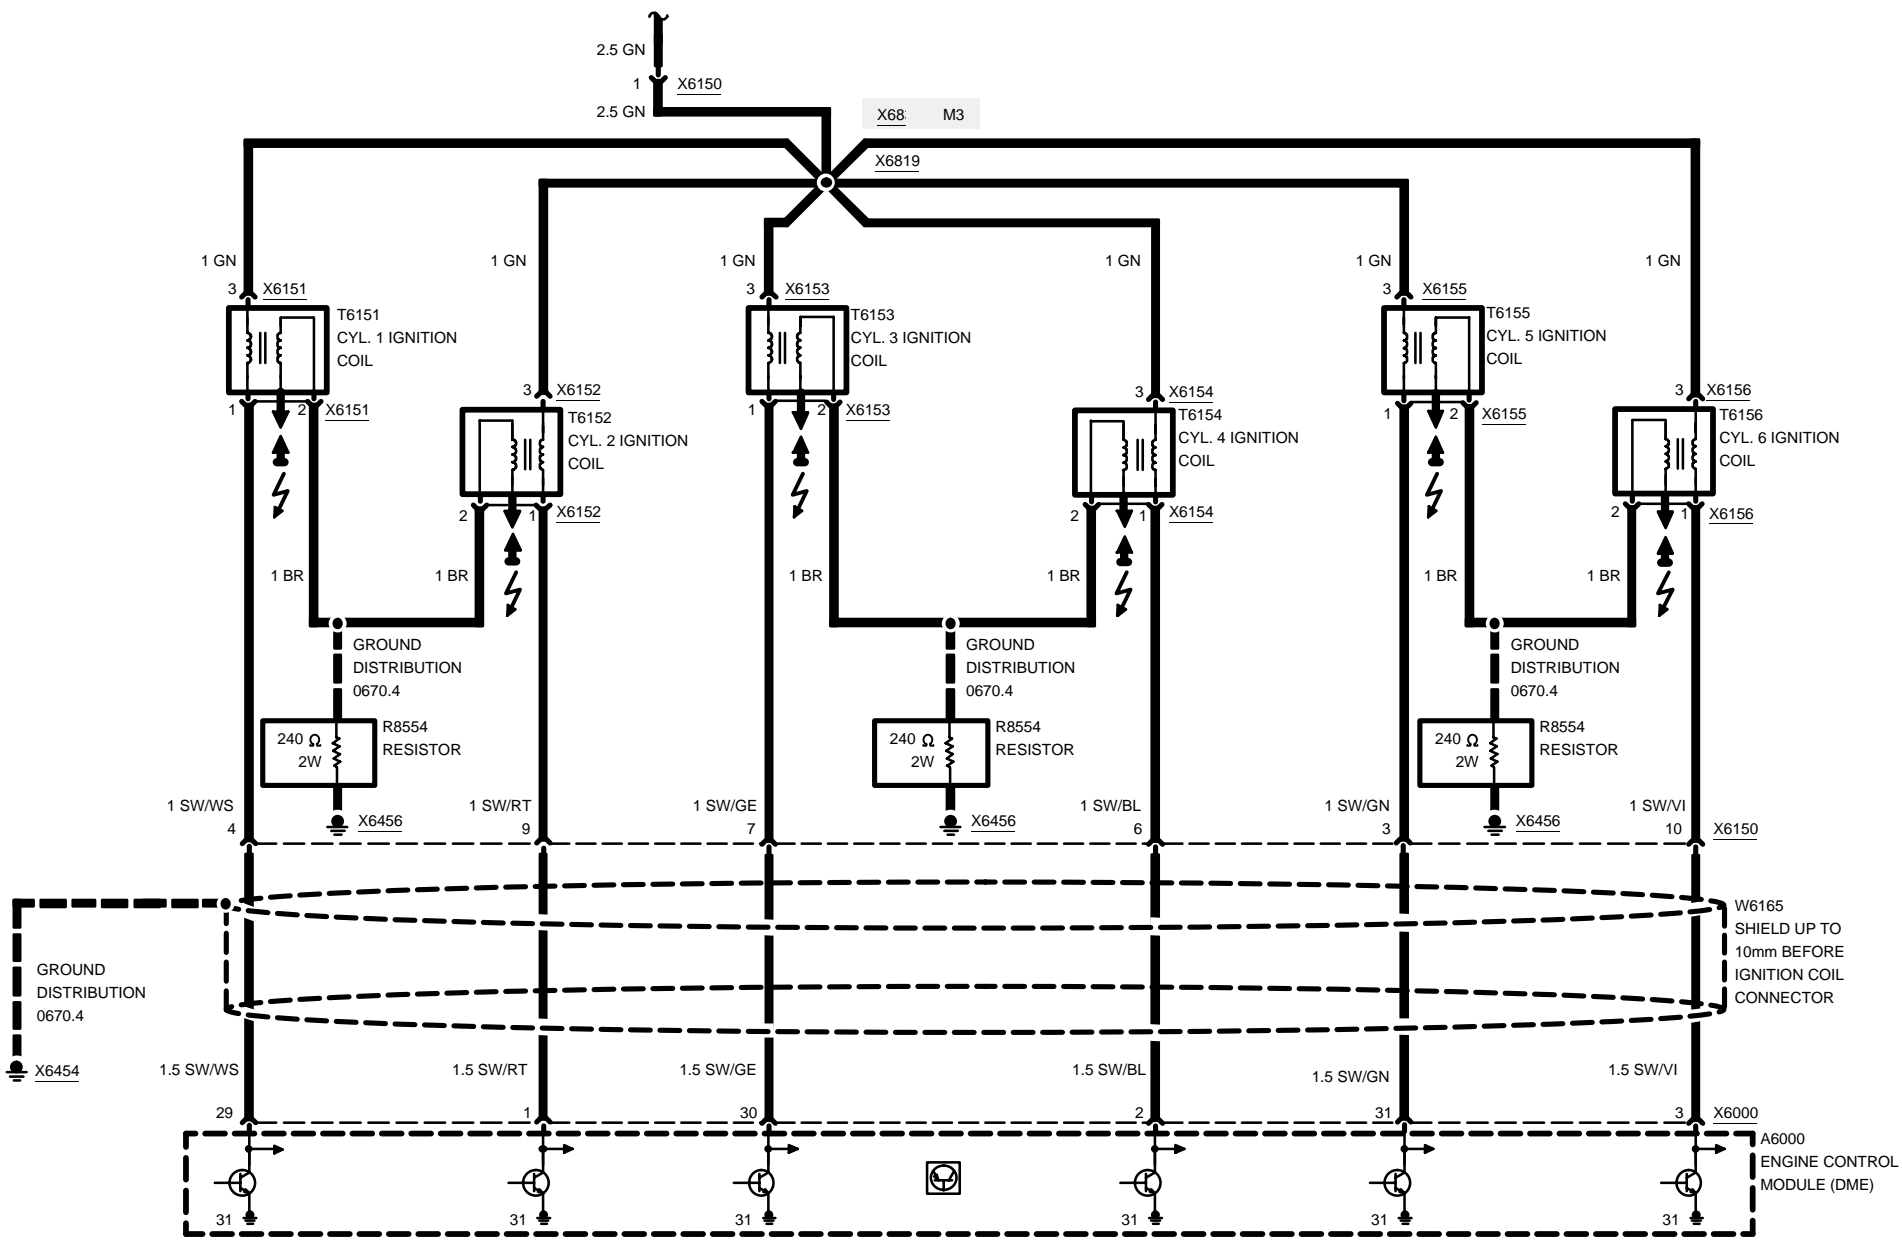 2.5 GN
1 X6150
2.5 GN
X68 M3
X6819
1 GN 1 GN 1 GN 1 GN 1 GN 1 GN
3 X6151 3 X6153 3 X6155
T6151
CYL. 1 IGNITION
COIL
T6153
CYL. 3 IGNITION
COIL
T6155
CYL. 5 IGNITION
COIL
3 X6152 3 X6154 3 X6156
1 2 X6151 1 2 X6153 1 2 X6155
T6152
CYL. 2 IGNITION
COIL
T6154
CYL. 4 IGNITION
COIL
T6156
CYL. 6 IGNITION
COIL
2 1 X6152 2 1 X6154 2 1 X6156
1 BR 1 BR 1 BR 1 BR 1 BR 1 BR
GROUND
DISTRIBUTION
0670.4
GROUND
DISTRIBUTION
0670.4
GROUND
DISTRIBUTION
0670.4
240 Ω
2W
R8554
RESISTOR
240 Ω
2W
R8554
RESISTOR
240 Ω
2W
R8554
RESISTOR
X6456 X6456 X6456
1 SW/WS 1 SW/RT 1 SW/GE 1 SW/BL 1 SW/GN 1 SW/VI
4 9 7 6 3 10 X6150
W6165
SHIELD UP TO
10mm BEFORE
IGNITION COIL
CONNECTOR
GROUND
DISTRIBUTION
0670.4
X6454
1.5 SW/WS 1.5 SW/RT 1.5 SW/GE 1.5 SW/BL 1.5 SW/GN 1.5 SW/VI
29 1 30 2 31 3 X6000
A6000
ENGINE CONTROL
MODULE (DME)
31 31 31 31 31 31